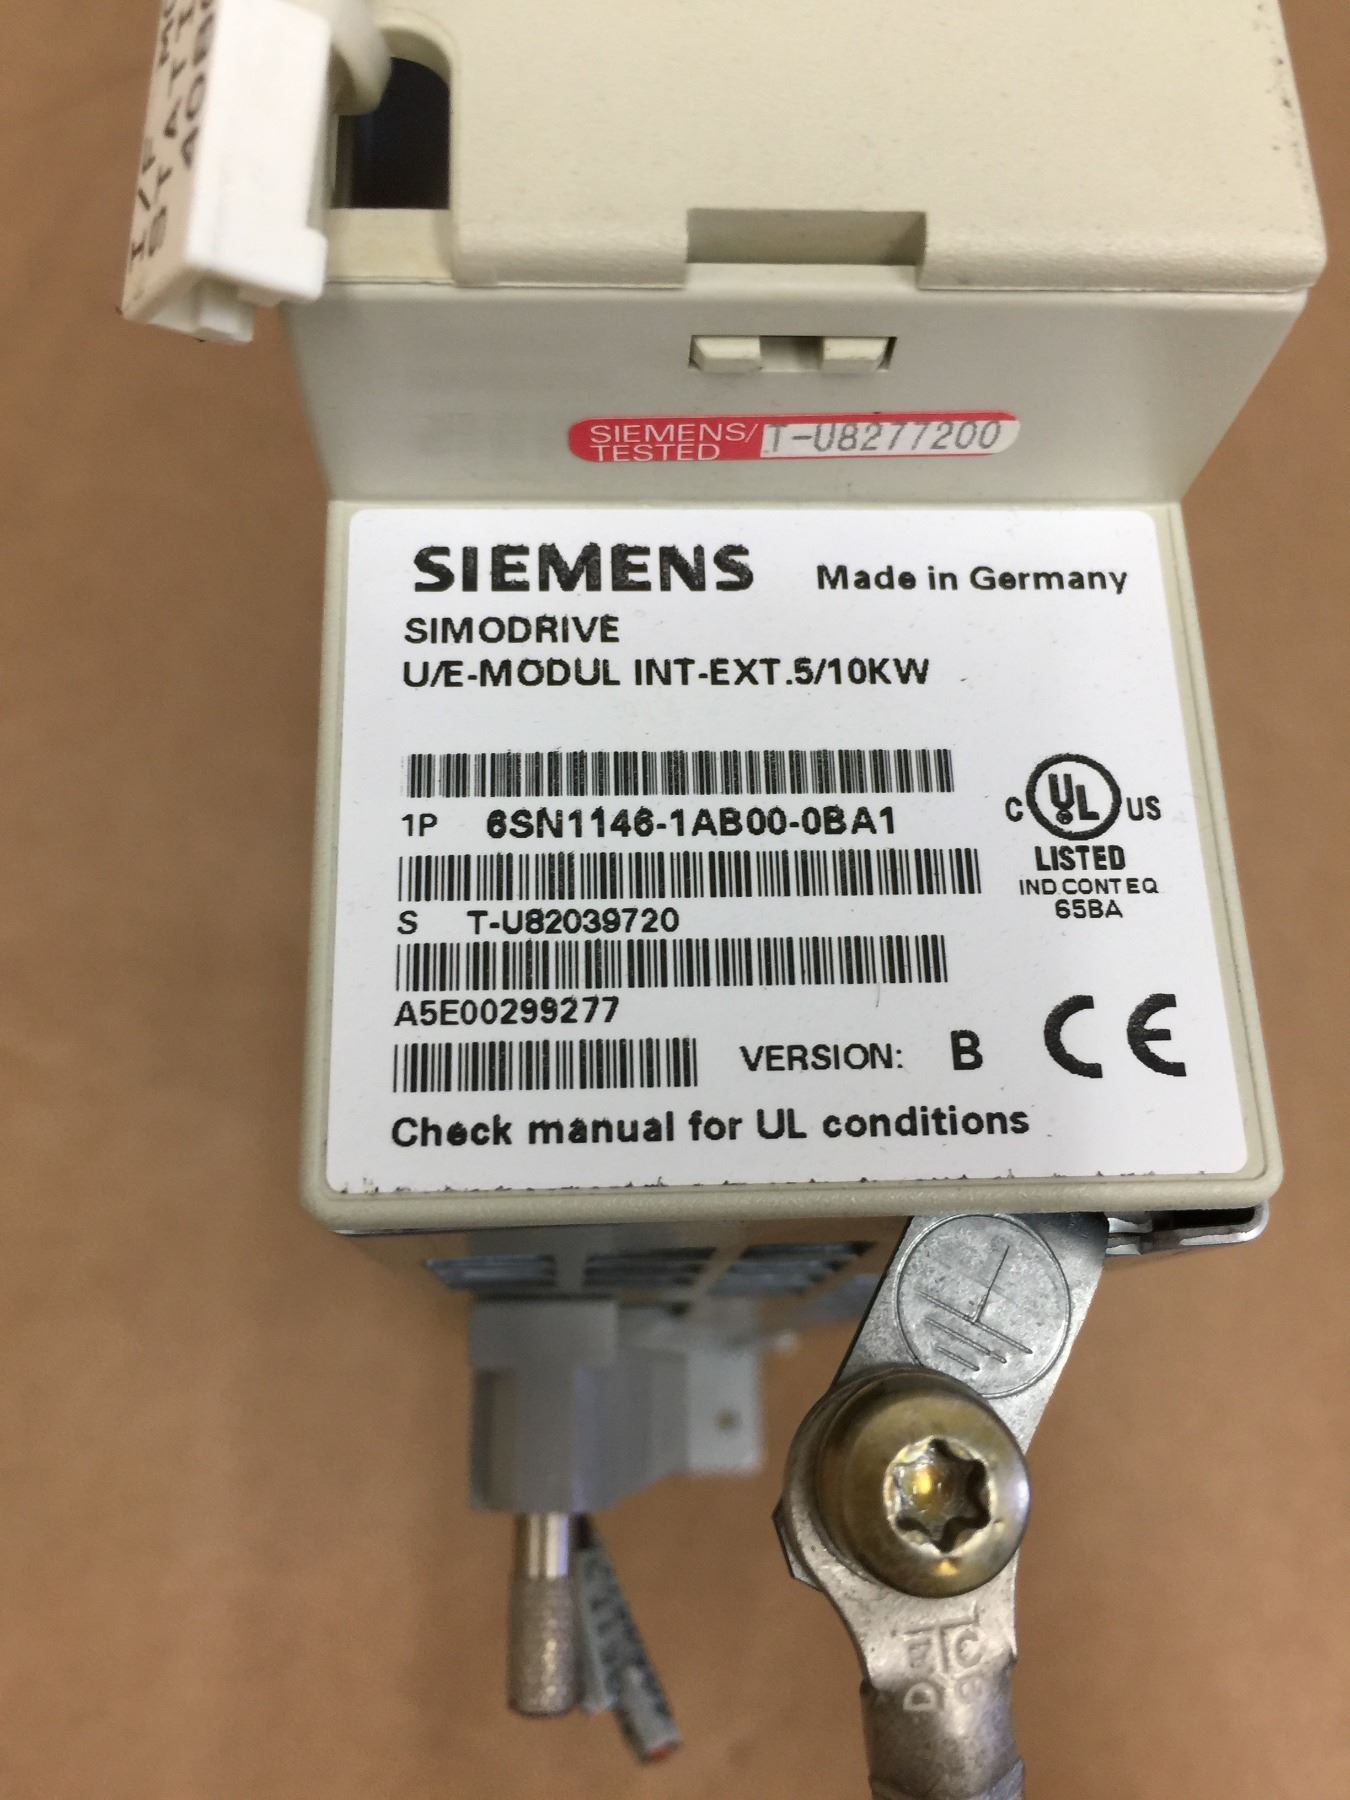 SIEMENS/ T-U8277200
TESTED
SIEMENS Made in Germany
SIMODRIVE
U/E-MODUL INT-EXT.5/10KW
1P 6SN1146-1AB00-0BA1
C UL US
LISTED
IND.CONT EQ
65BA
S T-U82039720
A5E00299277
VERSION: B CE
Check manual for UL conditions